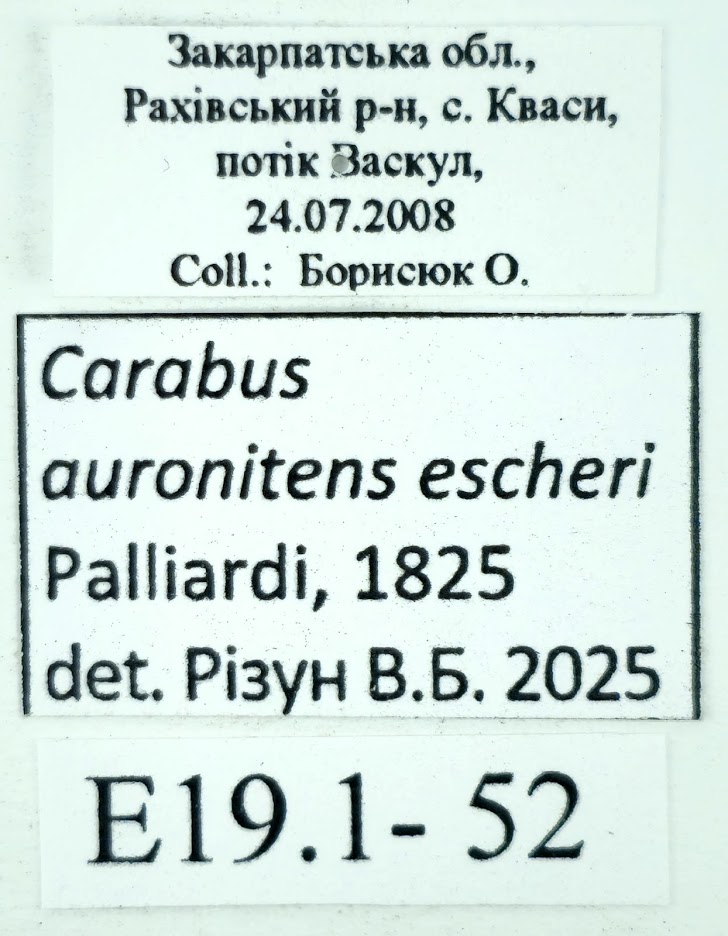 Закарпатська обл.,
Рахівський р-н, с. Кваси,
потік Васкул,
24.07.2008
Coll.: Борисюк О.
Carabus
auronitens escheri
Palliardi, 1825
det. Різун В.Б. 2025
E19.1- 52